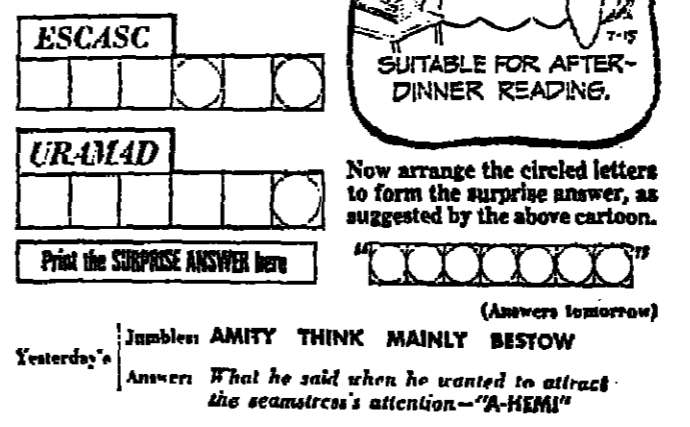 ESCASC
7-15
SUITABLE FOR AFTER-
DINNER READING.
URAMAD
Now arrange the circled letters
to form the surprise answer, as
suggested by the above cartoon.
Print the SURPRISE ANSWER here
" "
(Answers tomorrow)
Yesterday's
Jumbles: AMITY THINK MAINLY BESTOW
Answer: What he said when he wanted to attract
the seamstress's attention—"A-HEM!"